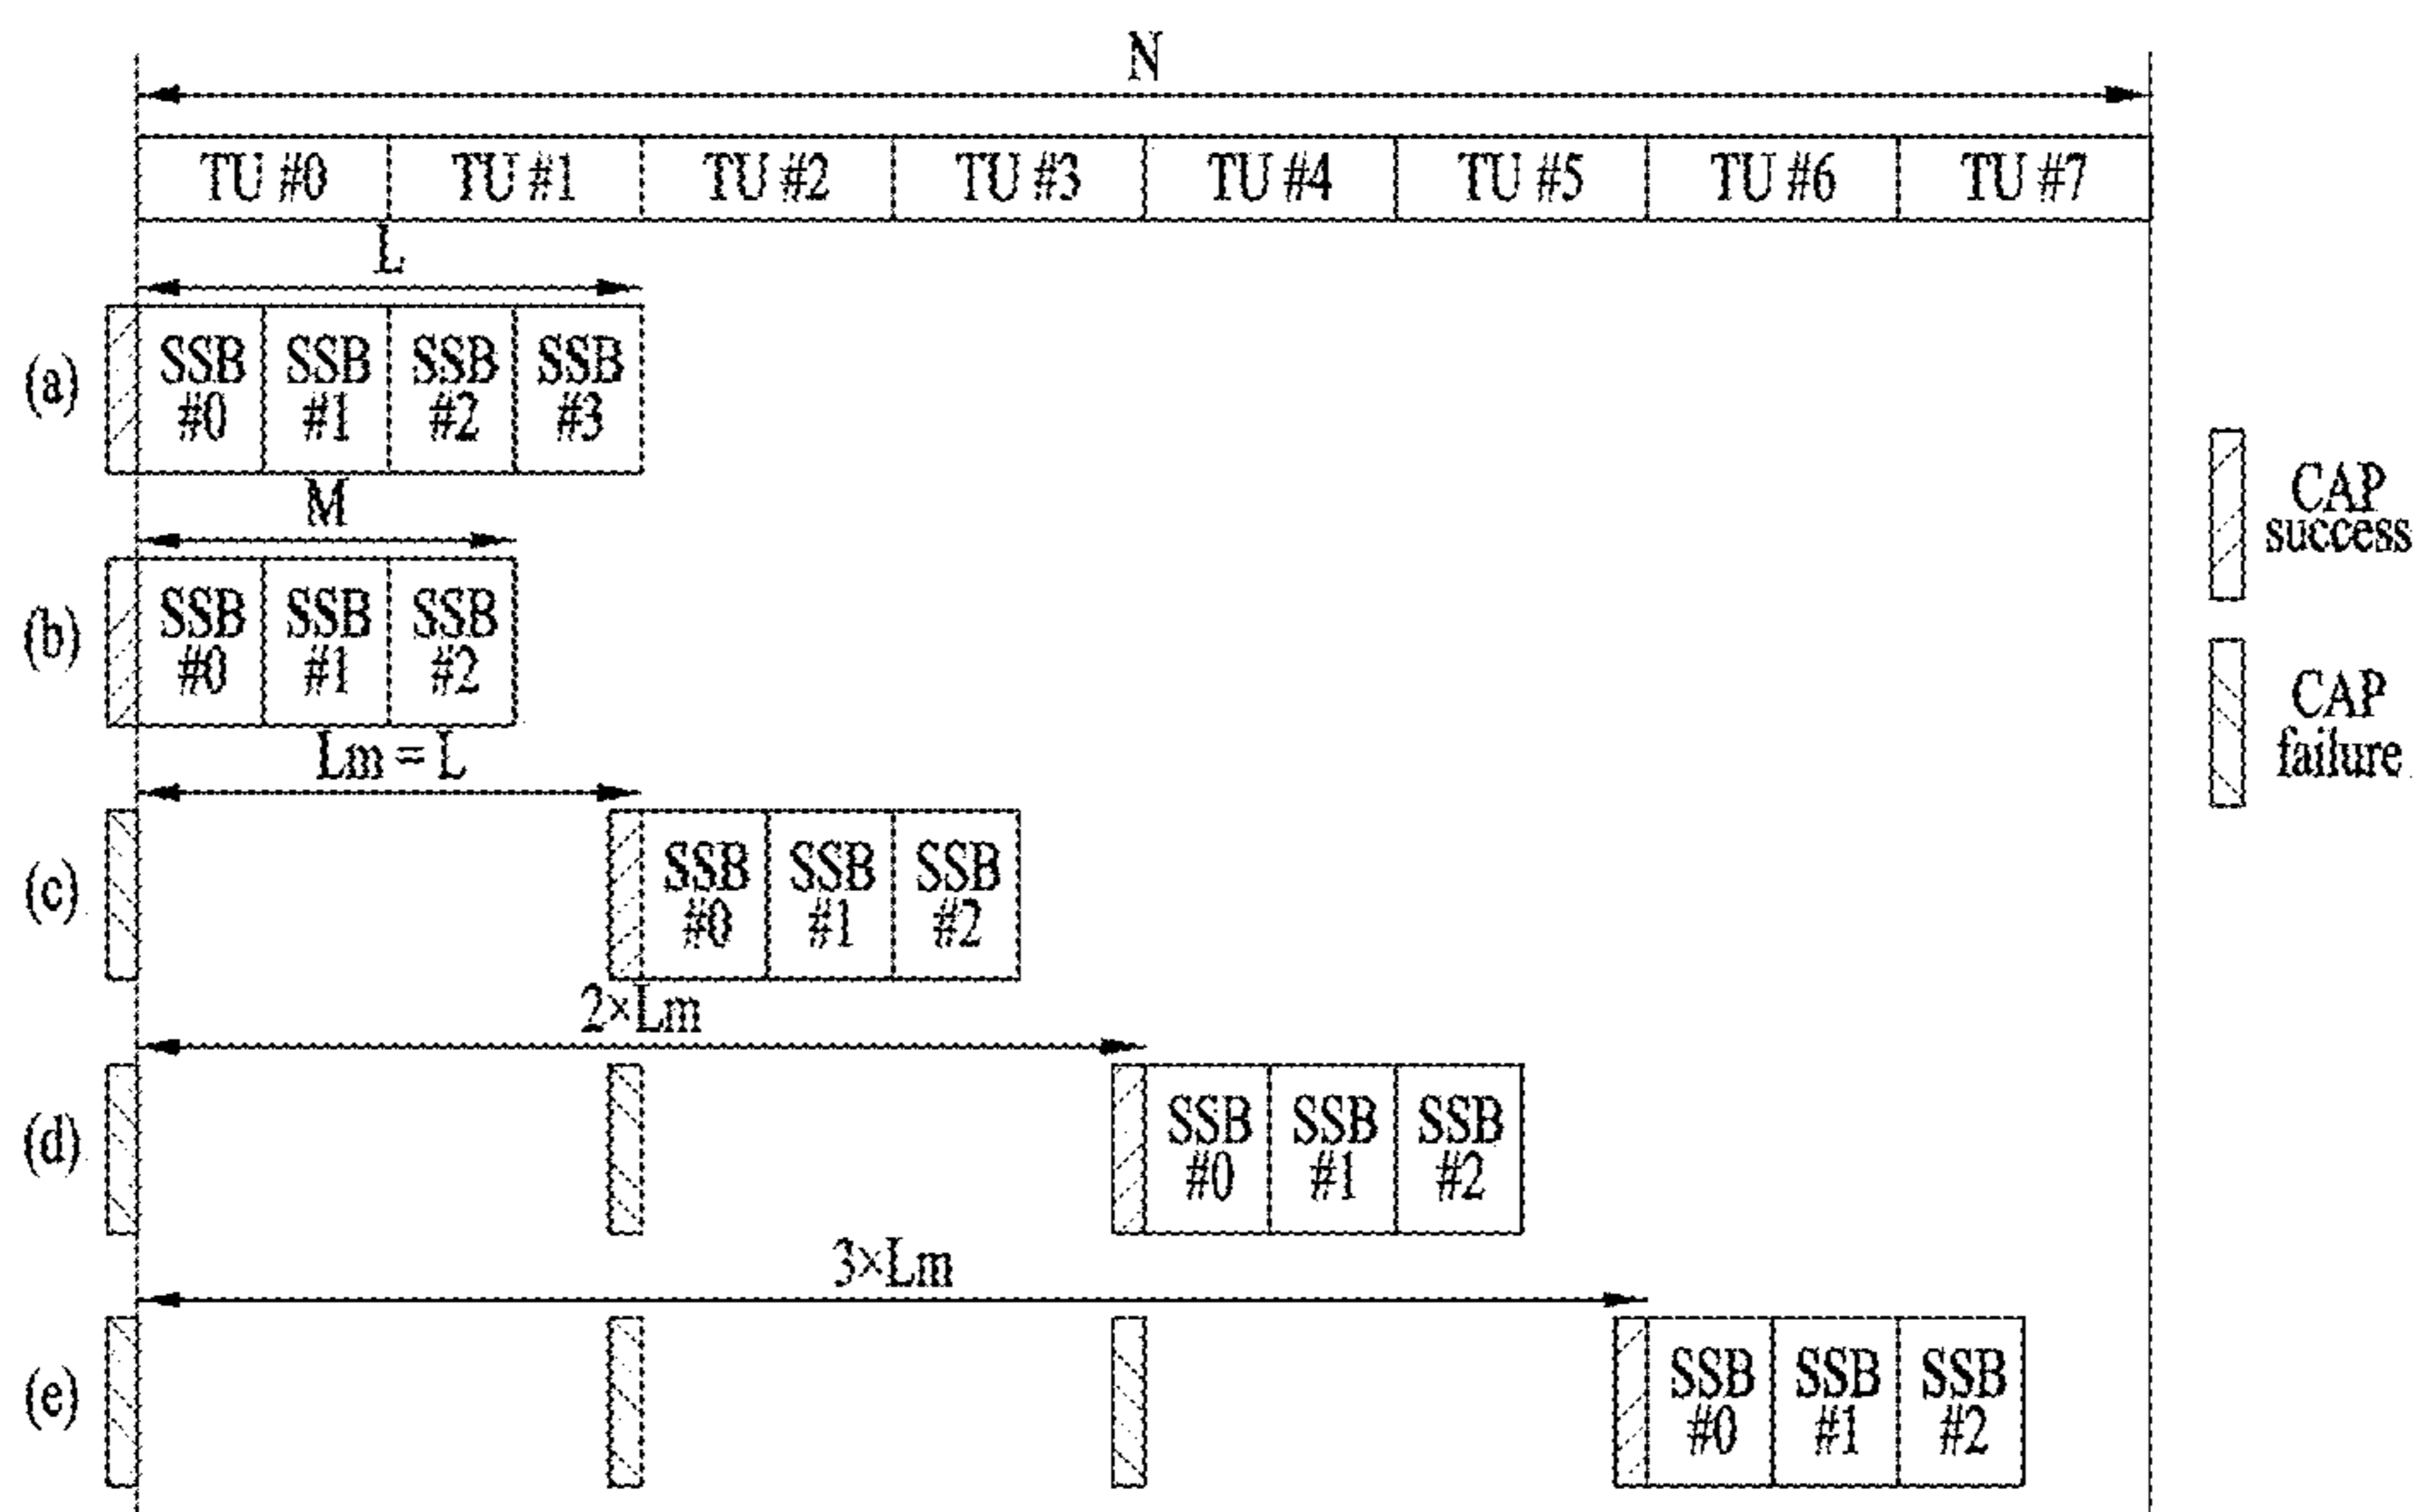 N
TU #0 TU #1 TU #2 TU #3 TU #4 TU #5 TU #6 TU #7
L
(a)
SSB #0
SSB #1
SSB #2
SSB #3
M
(b)
SSB #0
SSB #1
SSB #2
Lm = L
(c)
SSB #0
SSB #1
SSB #2
2×Lm
(d)
SSB #0
SSB #1
SSB #2
3×Lm
(e)
SSB #0
SSB #1
SSB #2
CAP
success
CAP
failure